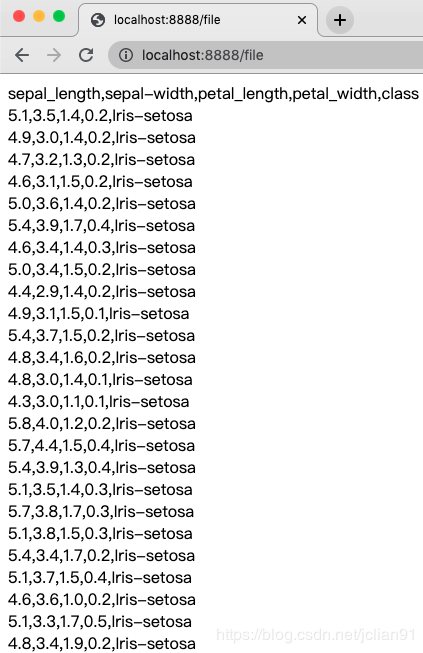 localhost:8888/file
localhost:8888/file
sepal_length,sepal-width,petal_length,petal_width,class
5.1,3.5,1.4,0.2,Iris-setosa
4.9,3.0,1.4,0.2,Iris-setosa
4.7,3.2,1.3,0.2,Iris-setosa
4.6,3.1,1.5,0.2,Iris-setosa
5.0,3.6,1.4,0.2,Iris-setosa
5.4,3.9,1.7,0.4,Iris-setosa
4.6,3.4,1.4,0.3,Iris-setosa
5.0,3.4,1.5,0.2,Iris-setosa
4.4,2.9,1.4,0.2,Iris-setosa
4.9,3.1,1.5,0.1,Iris-setosa
5.4,3.7,1.5,0.2,Iris-setosa
4.8,3.4,1.6,0.2,Iris-setosa
4.8,3.0,1.4,0.1,Iris-setosa
4.3,3.0,1.1,0.1,Iris-setosa
5.8,4.0,1.2,0.2,Iris-setosa
5.7,4.4,1.5,0.4,Iris-setosa
5.4,3.9,1.3,0.4,Iris-setosa
5.1,3.5,1.4,0.3,Iris-setosa
5.7,3.8,1.7,0.3,Iris-setosa
5.1,3.8,1.5,0.3,Iris-setosa
5.4,3.4,1.7,0.2,Iris-setosa
5.1,3.7,1.5,0.4,Iris-setosa
4.6,3.6,1.0,0.2,Iris-setosa
5.1,3.3,1.7,0.5,Iris-setosa
4.8,3.4,1.9,0.2,Iris-setosa
https://blog.csdn.net/jclian91